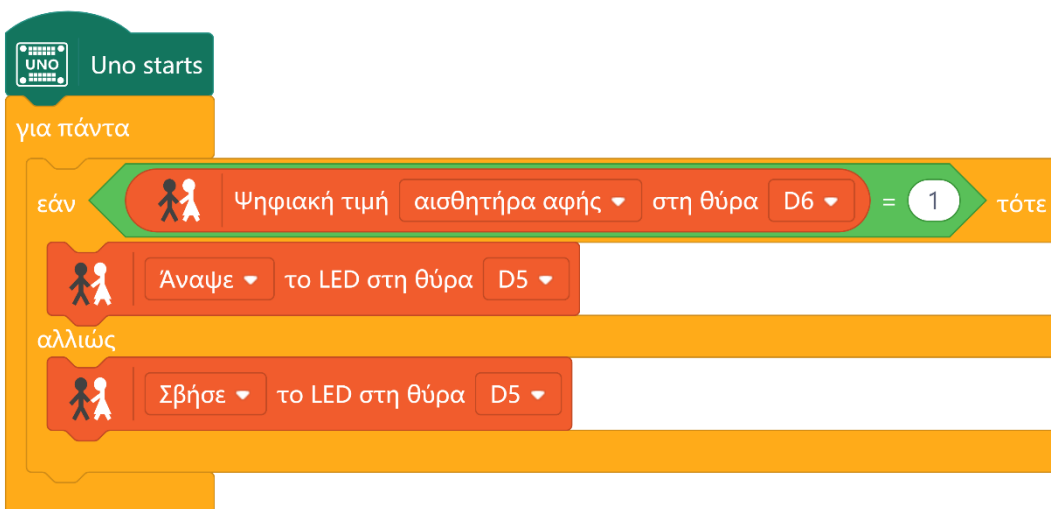 UNO Uno starts
για πάντα
εάν Ψηφιακή τιμή αισθητήρα αφής στη θύρα D6 = 1 τότε
Άναψε το LED στη θύρα D5
αλλιώς
Σβήσε το LED στη θύρα D5